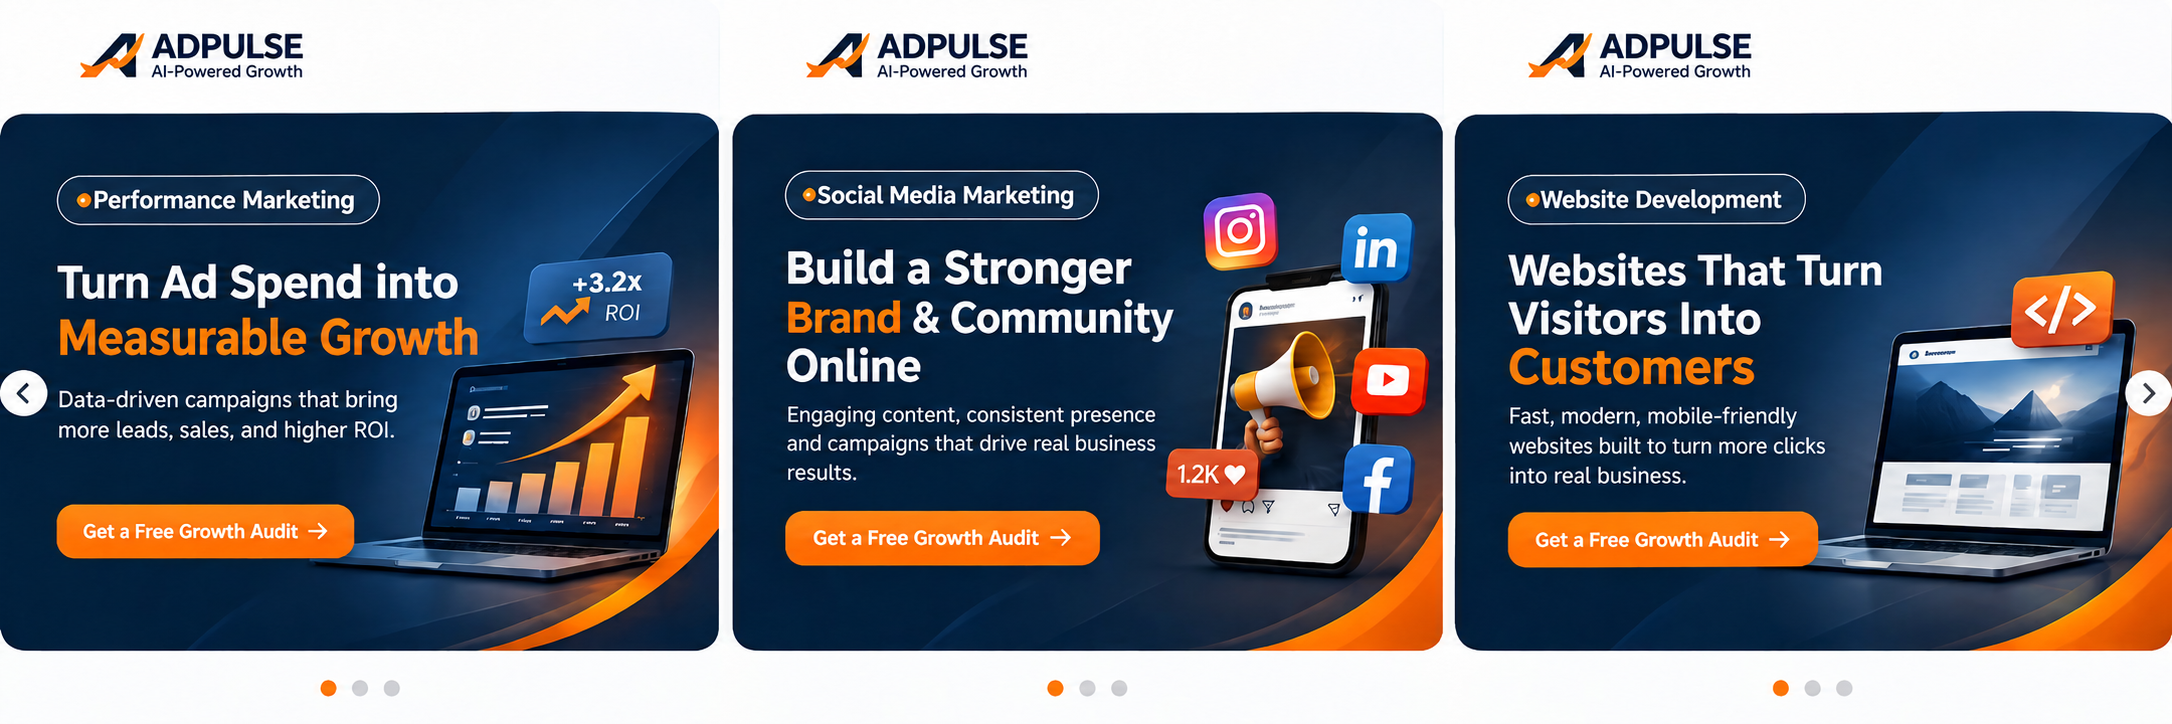 ADPULSE
AI-Powered Growth
Performance Marketing
Turn Ad Spend into
Measurable Growth
Data-driven campaigns that bring
more leads, sales, and higher ROI.
Get a Free Growth Audit →
+3.2x
ROI
ADPULSE
AI-Powered Growth
Social Media Marketing
Build a Stronger
Brand & Community
Online
Engaging content, consistent presence
and campaigns that drive real business
results.
Get a Free Growth Audit →
in
1.2K
f
ADPULSE
AI-Powered Growth
Website Development
Websites That Turn
Visitors Into
Customers
Fast, modern, mobile-friendly
websites built to turn more clicks
into real business.
Get a Free Growth Audit →
</>